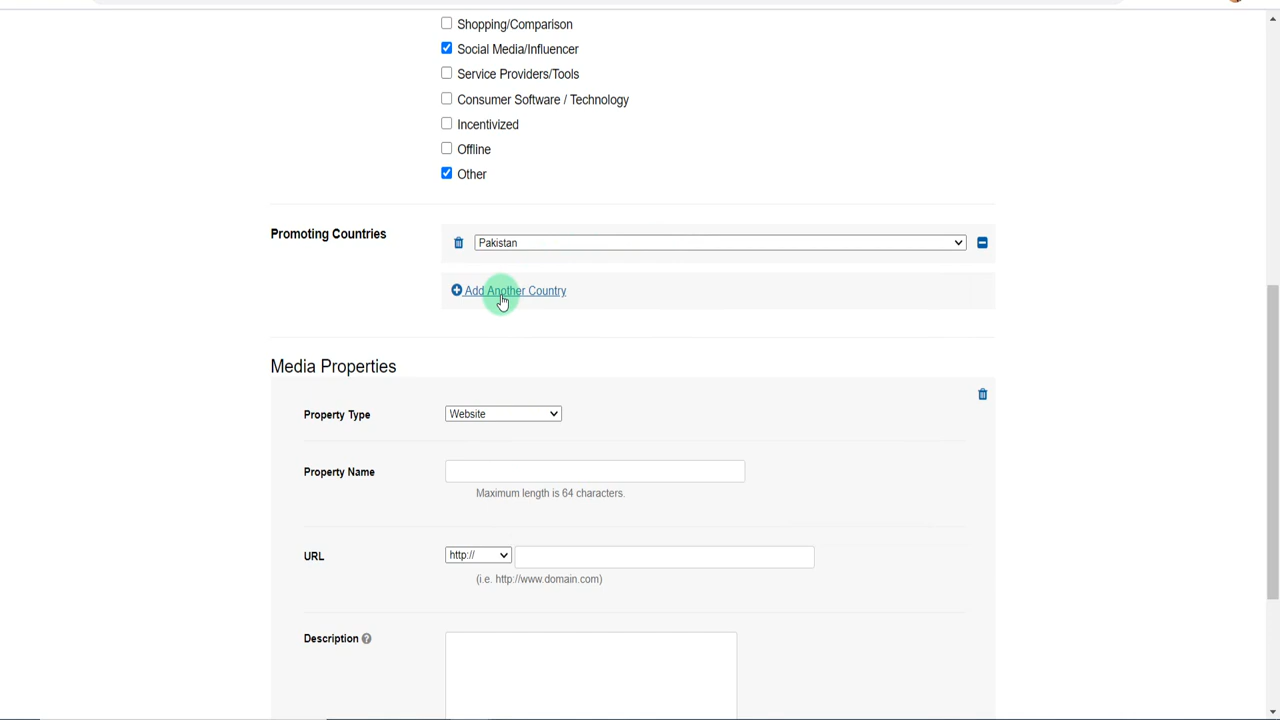 Shopping/Comparison
Social Media/Influencer
Service Providers/Tools
Consumer Software / Technology
Incentivized
Offline
Other
Promoting Countries
Pakistan
Add Another Country
Media Properties
Property Type
Website
Property Name
Maximum length is 64 characters.
URL
http://
(i.e. http://www.domain.com)
Description